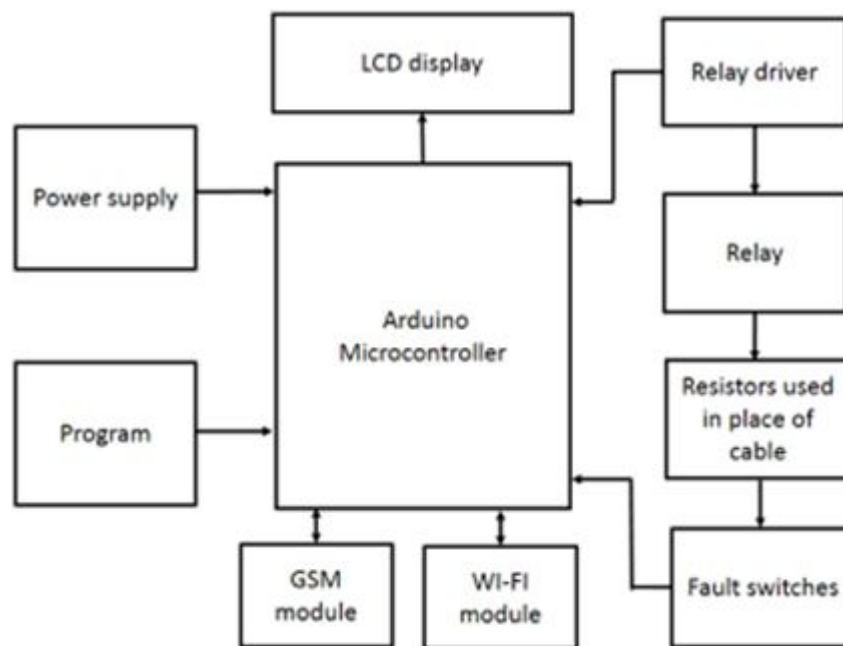 LCD display
Relay driver
Power supply
Relay
Arduino
Microcontroller
Program
Resistors used
in place of
cable
GSM
module
WI-FI
module
Fault switches